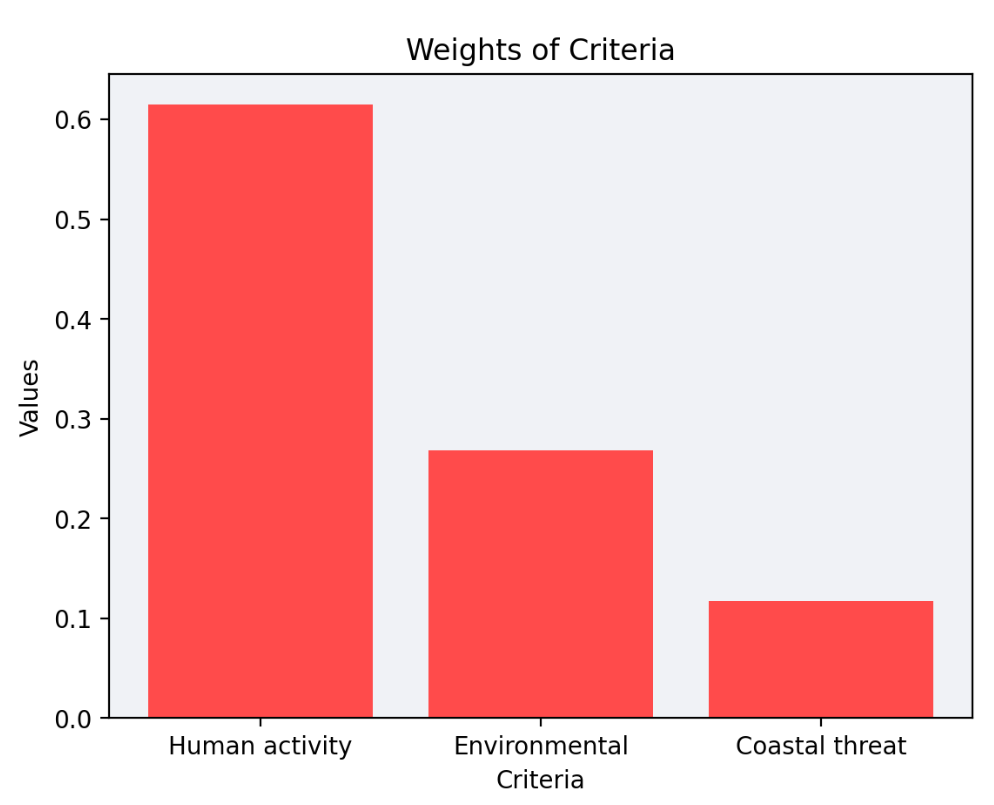 Weights of Criteria
0.6
0.5
0.4
0.3
0.2
0.1
0.0
Values
Human activity
Environmental
Coastal threat
Criteria